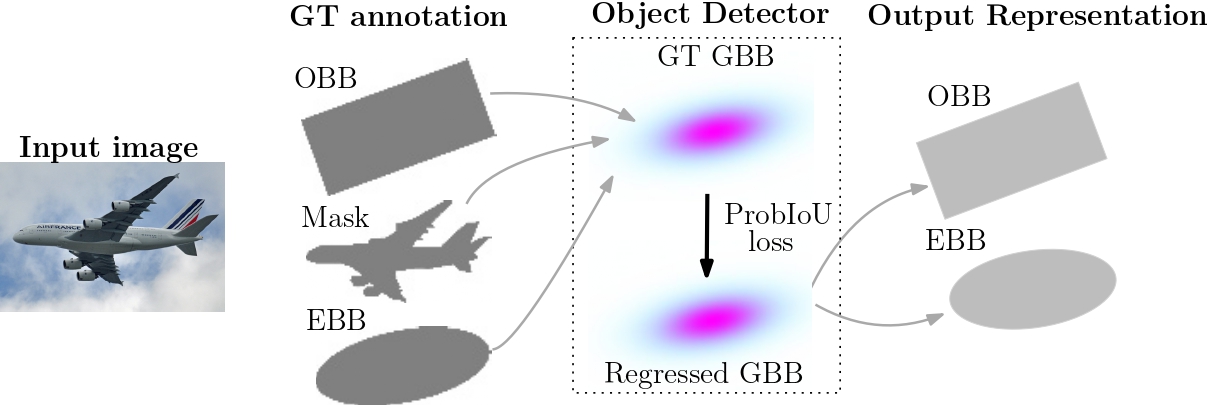 GT annotation
Object Detector
Output Representation
OBB
GT GBB
OBB
Input image
AIRFRANCE
Mask
ProbIoU
loss
EBB
EBB
Regressed GBB